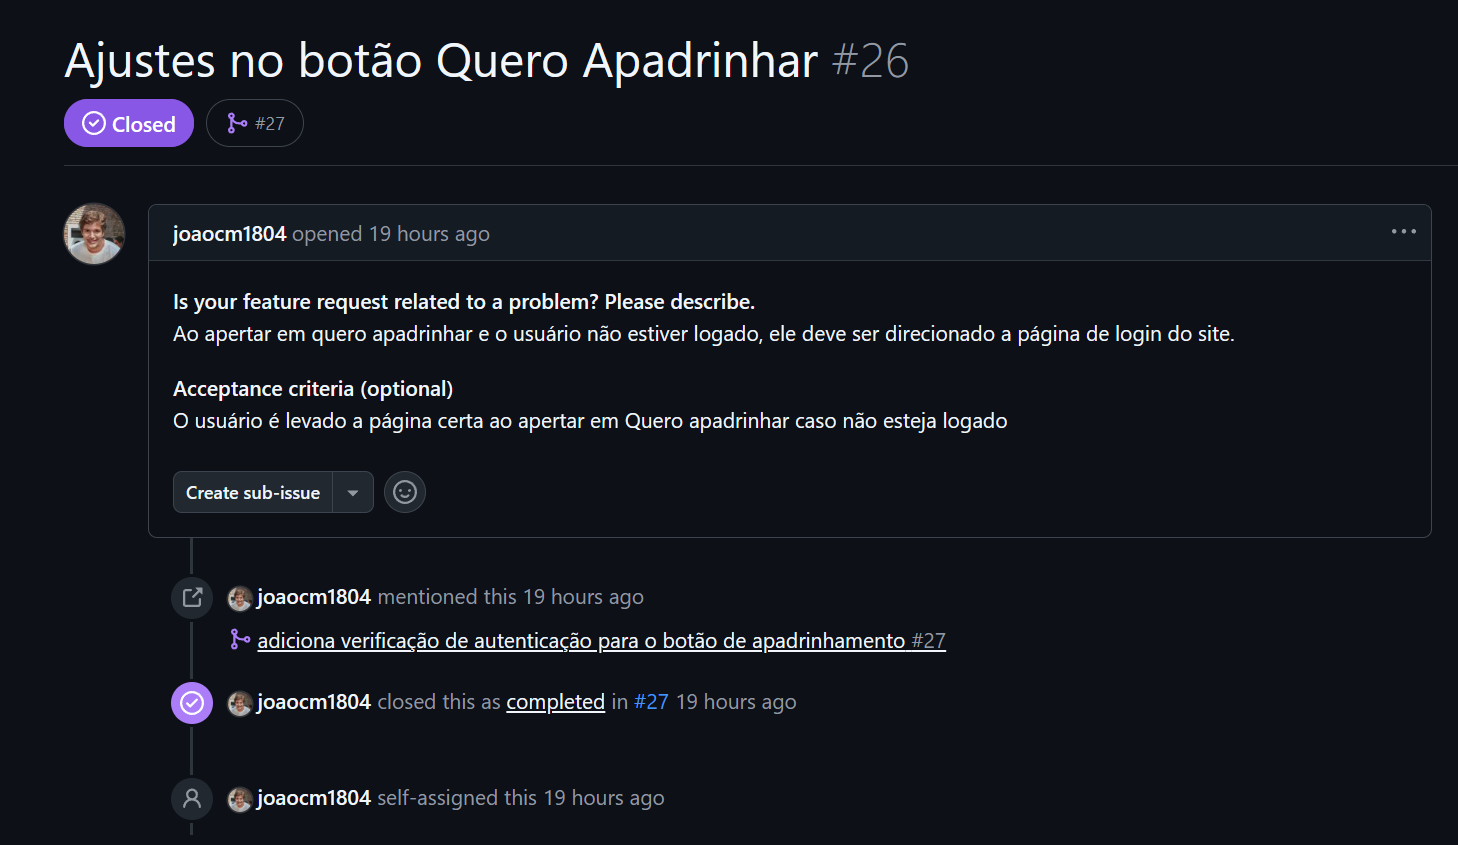 Ajustes no botão Quero Apadrinhar #26
Closed #27
joaocm1804 opened 19 hours ago
Is your feature request related to a problem? Please describe.
Ao apertar em quero apadrinhar e o usuário não estiver logado, ele deve ser direcionado a página de login do site.
Acceptance criteria (optional)
O usuário é levado a página certa ao apertar em Quero apadrinhar caso não esteja logado
Create sub-issue
joaocm1804 mentioned this 19 hours ago
adiciona verificação de autenticação para o botão de apadrinhamento #27
joaocm1804 closed this as completed in #27 19 hours ago
joaocm1804 self-assigned this 19 hours ago